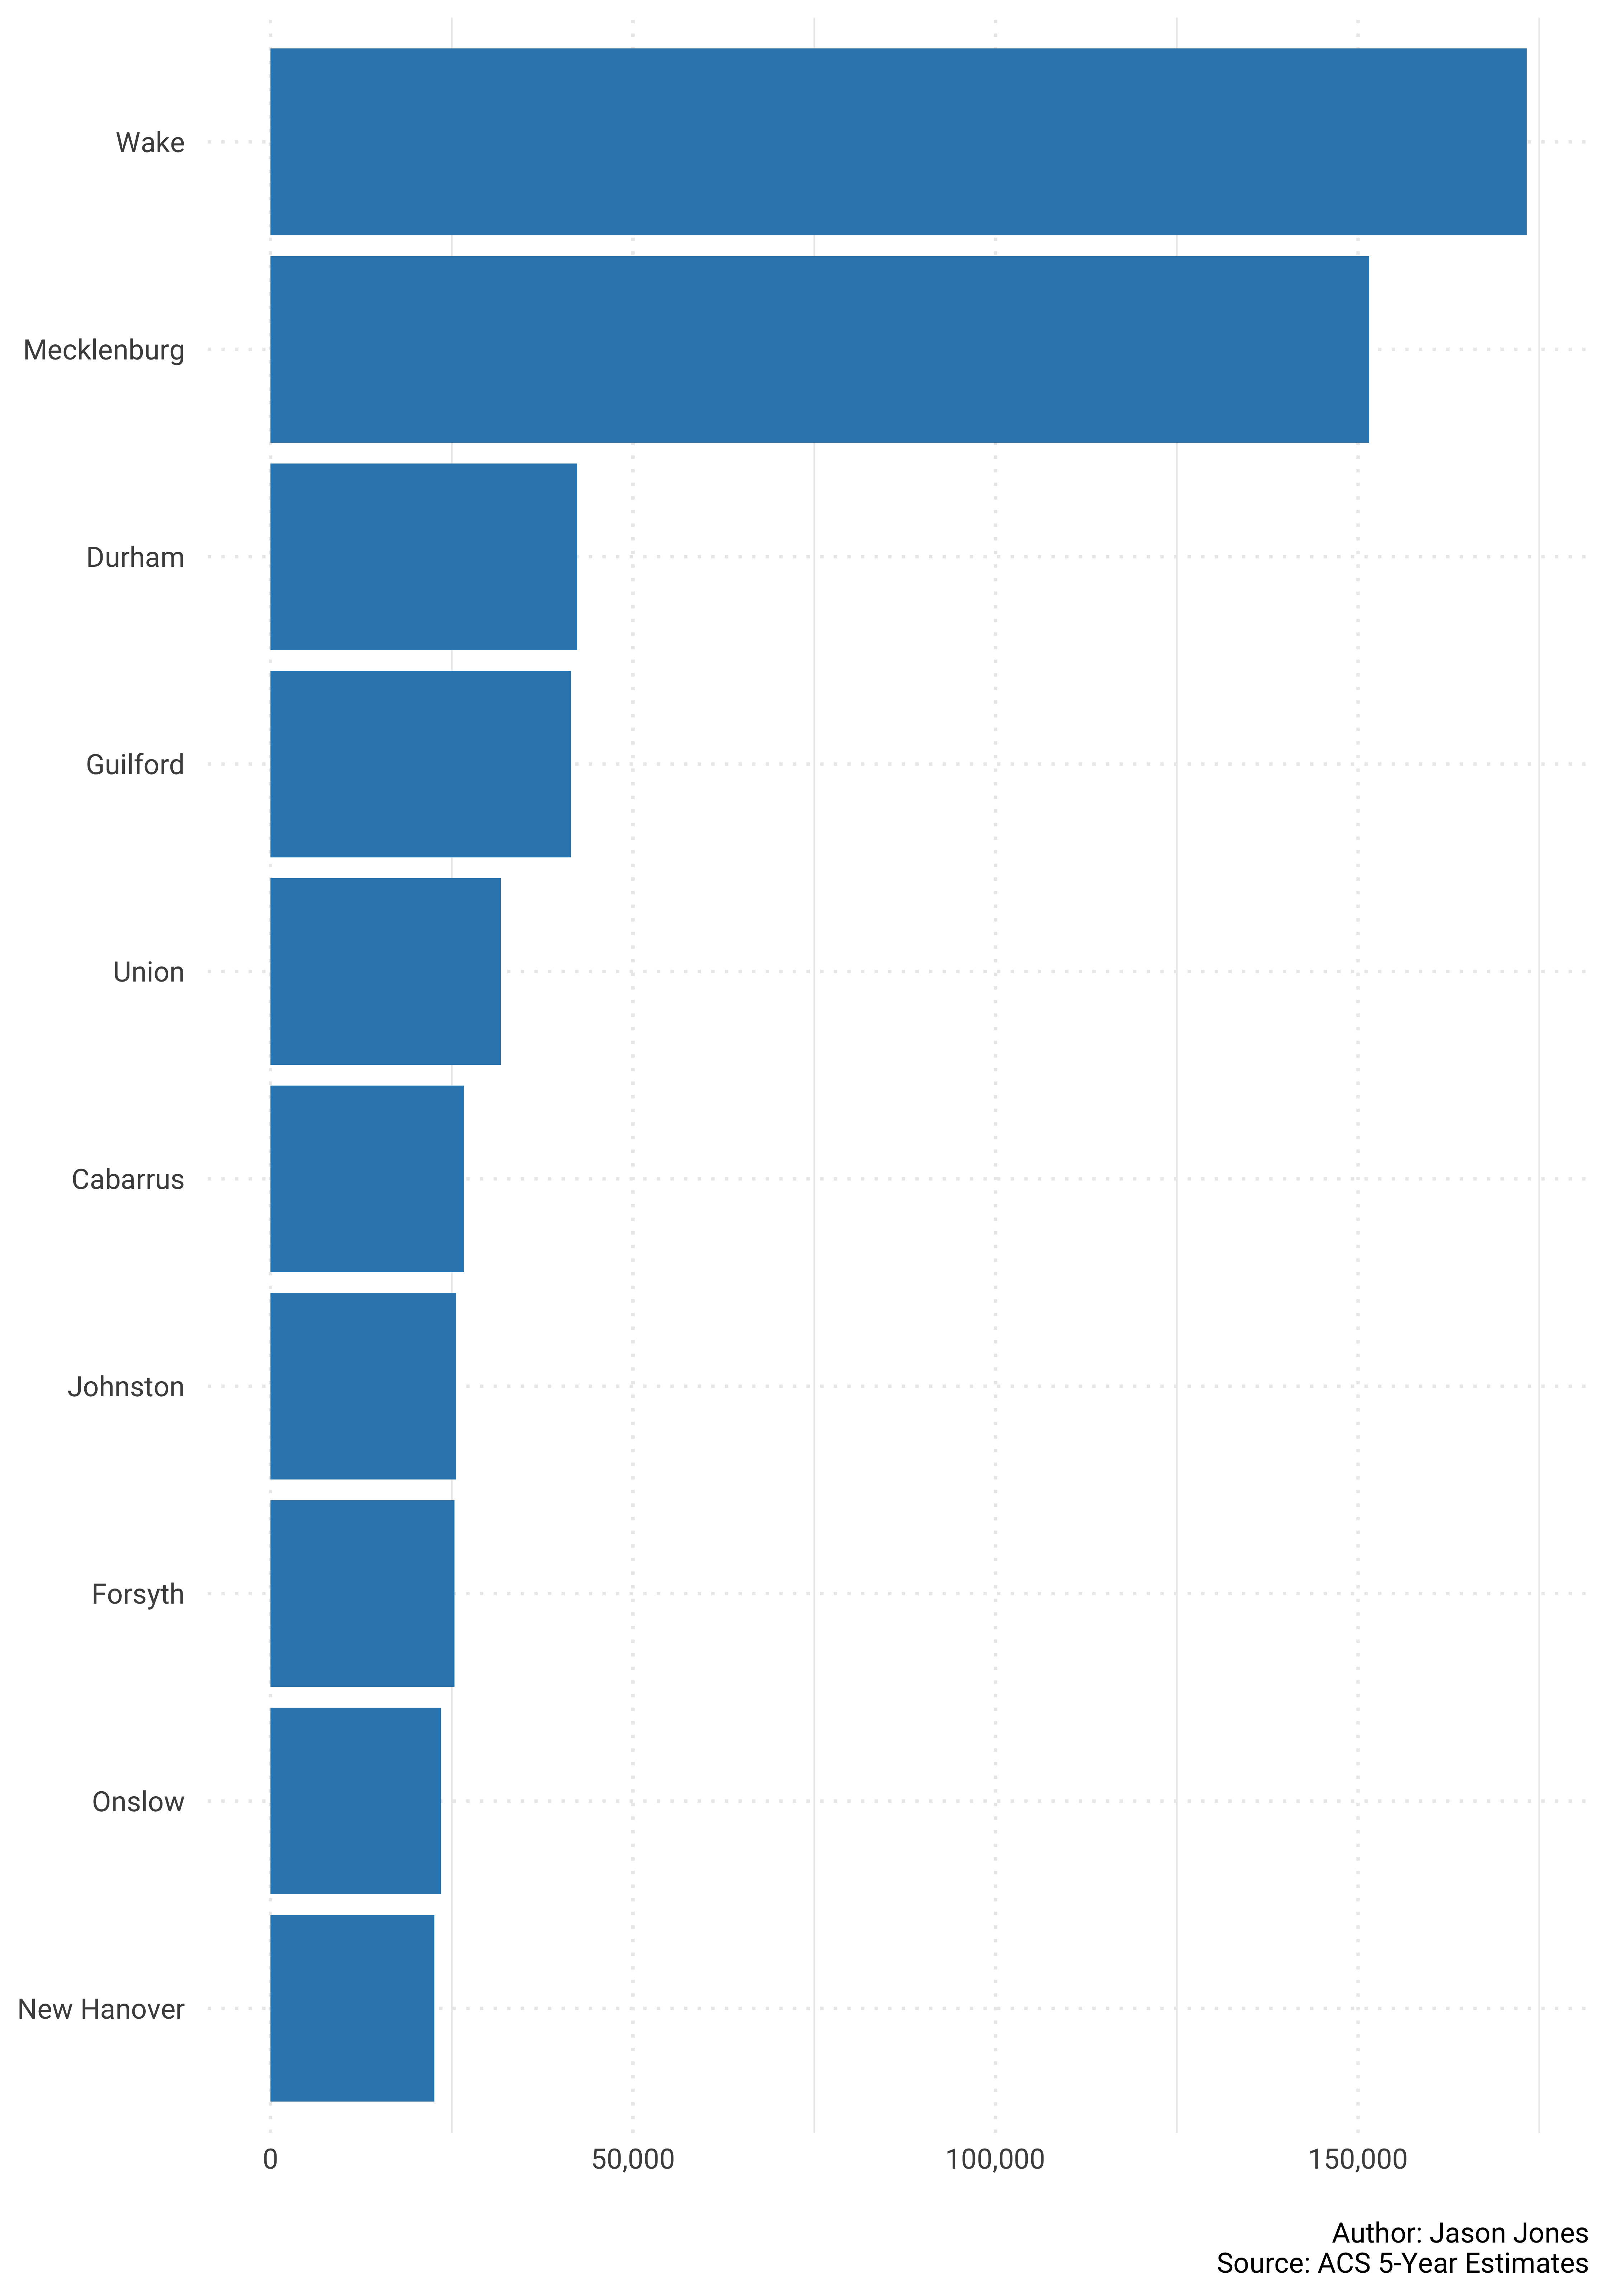 Wake
Mecklenburg
Durham
Guilford
Union
Cabarrus
Johnston
Forsyth
Onslow
New Hanover
0 50,000 100,000 150,000
Author: Jason Jones
Source: ACS 5-Year Estimates